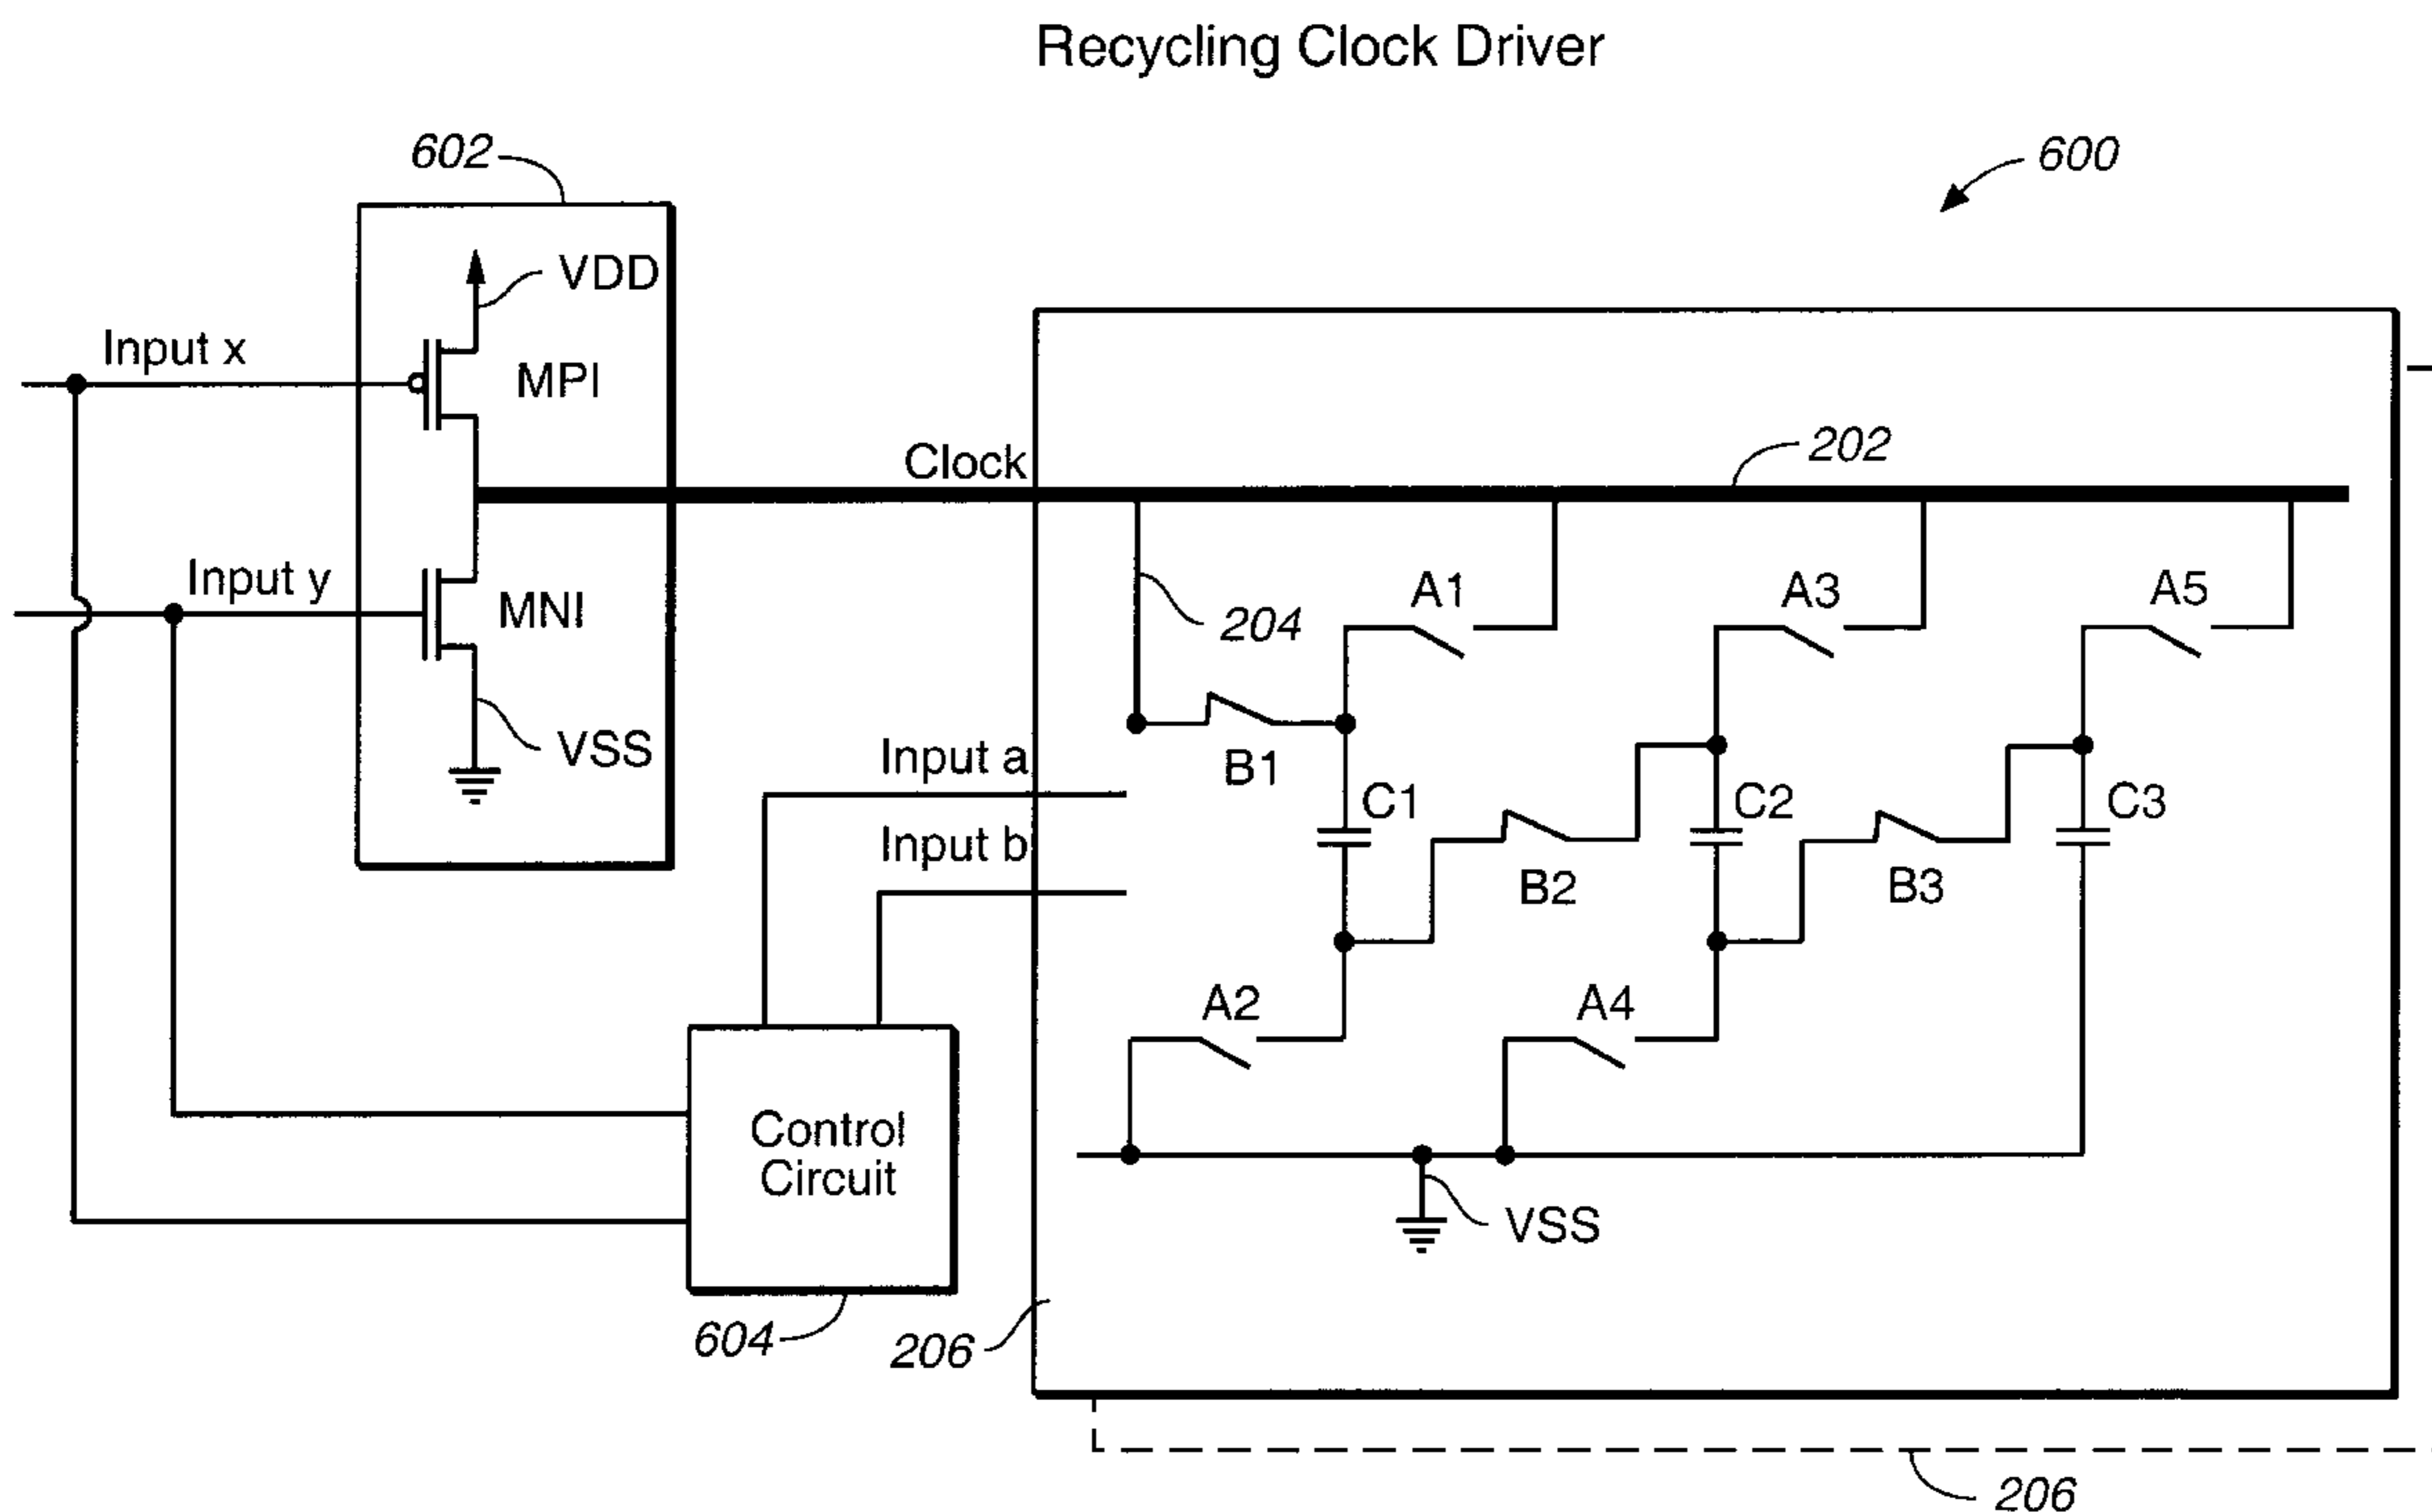 Recycling Clock Driver
602
600
VDD
Input x
MPI
Clock
202
Input y
MNI
A1
A3
A5
204
VSS
Input a
B1
C1
C2
C3
Input b
B2
B3
A2
A4
Control
Circuit
VSS
604
206
206